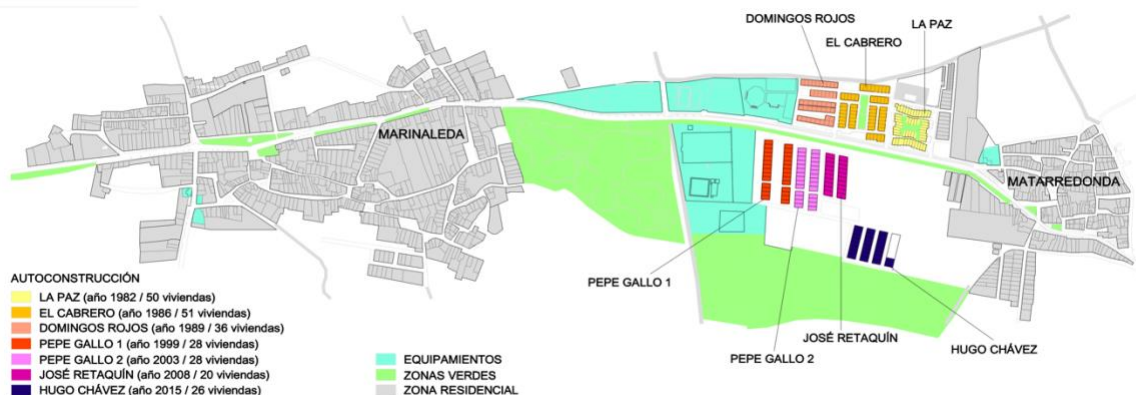 DOMINGOS ROJOS
LA PAZ
EL CABRERO
MARINALEDA
MATARREDONDA
PEPE GALLO 1
JOSÉ RETAQUÍN
HUGO CHÁVEZ
PEPE GALLO 2
AUTOCONSTRUCCIÓN
LA PAZ (año 1982 / 50 viviendas)
EL CABRERO (año 1986 / 51 viviendas)
DOMINGOS ROJOS (año 1989 / 36 viviendas)
PEPE GALLO 1 (año 1999 / 28 viviendas)
PEPE GALLO 2 (año 2003 / 28 viviendas)
JOSÉ RETAQUÍN (año 2008 / 20 viviendas)
HUGO CHÁVEZ (año 2015 / 26 viviendas)
EQUIPAMIENTOS
ZONAS VERDES
ZONA RESIDENCIAL